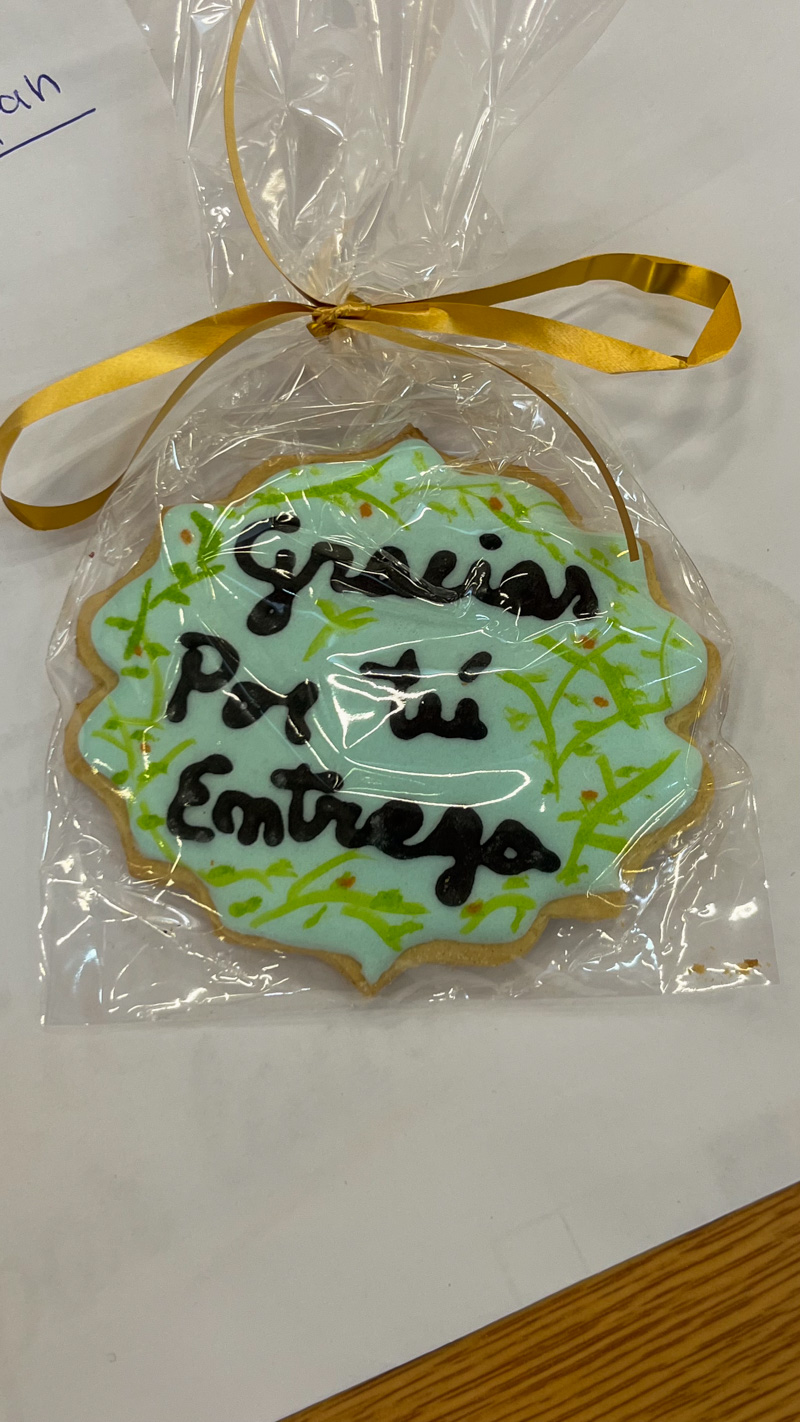 Gracias
Por tú
Entrega